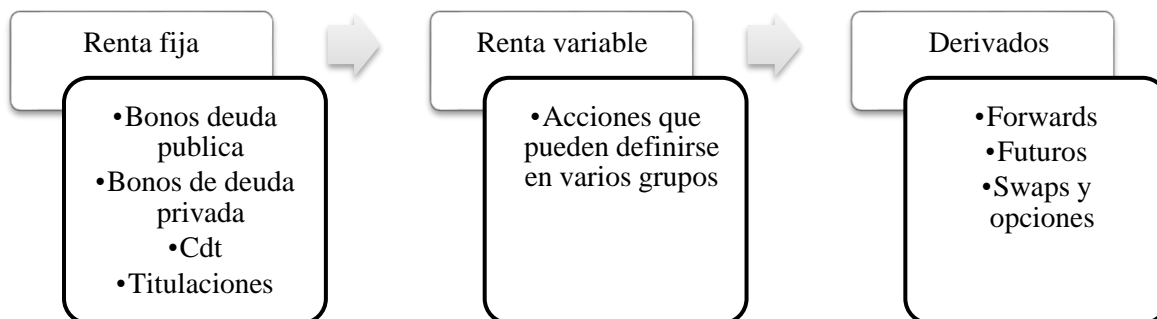 Renta fija
•Bonos deuda
publica
•Bonos de deuda
privada
•Cdt
•Titulaciones
Renta variable
•Acciones que
pueden definirse
en varios grupos
Derivados
•Forwards
•Futuros
•Swaps y
opciones